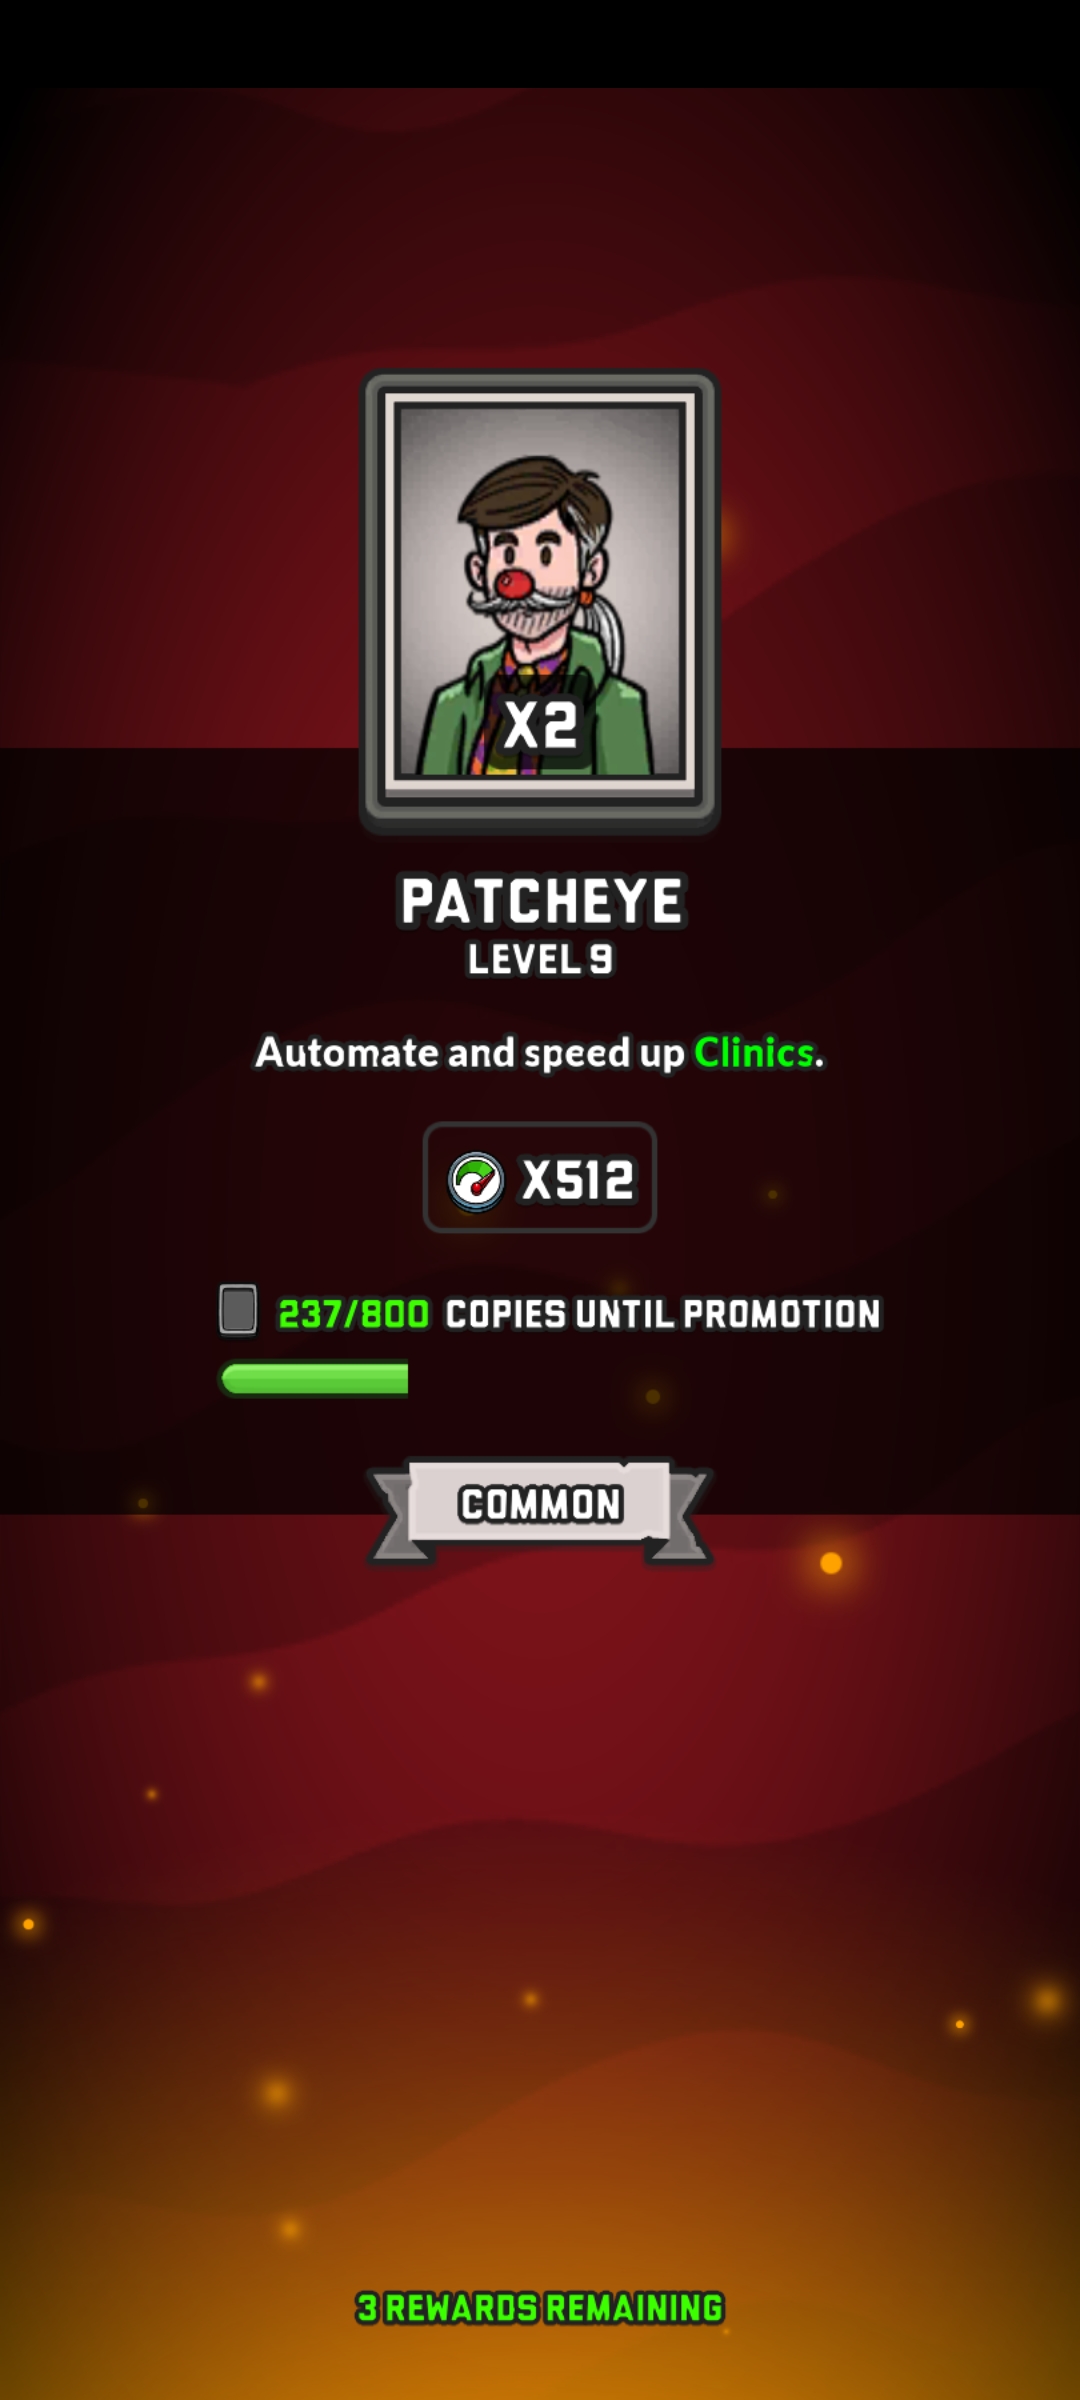 X2
PATCHEYE
LEVEL 9
Automate and speed up Clinics.
X512
237/800 COPIES UNTIL PROMOTION
COMMON
3 REWARDS REMAINING